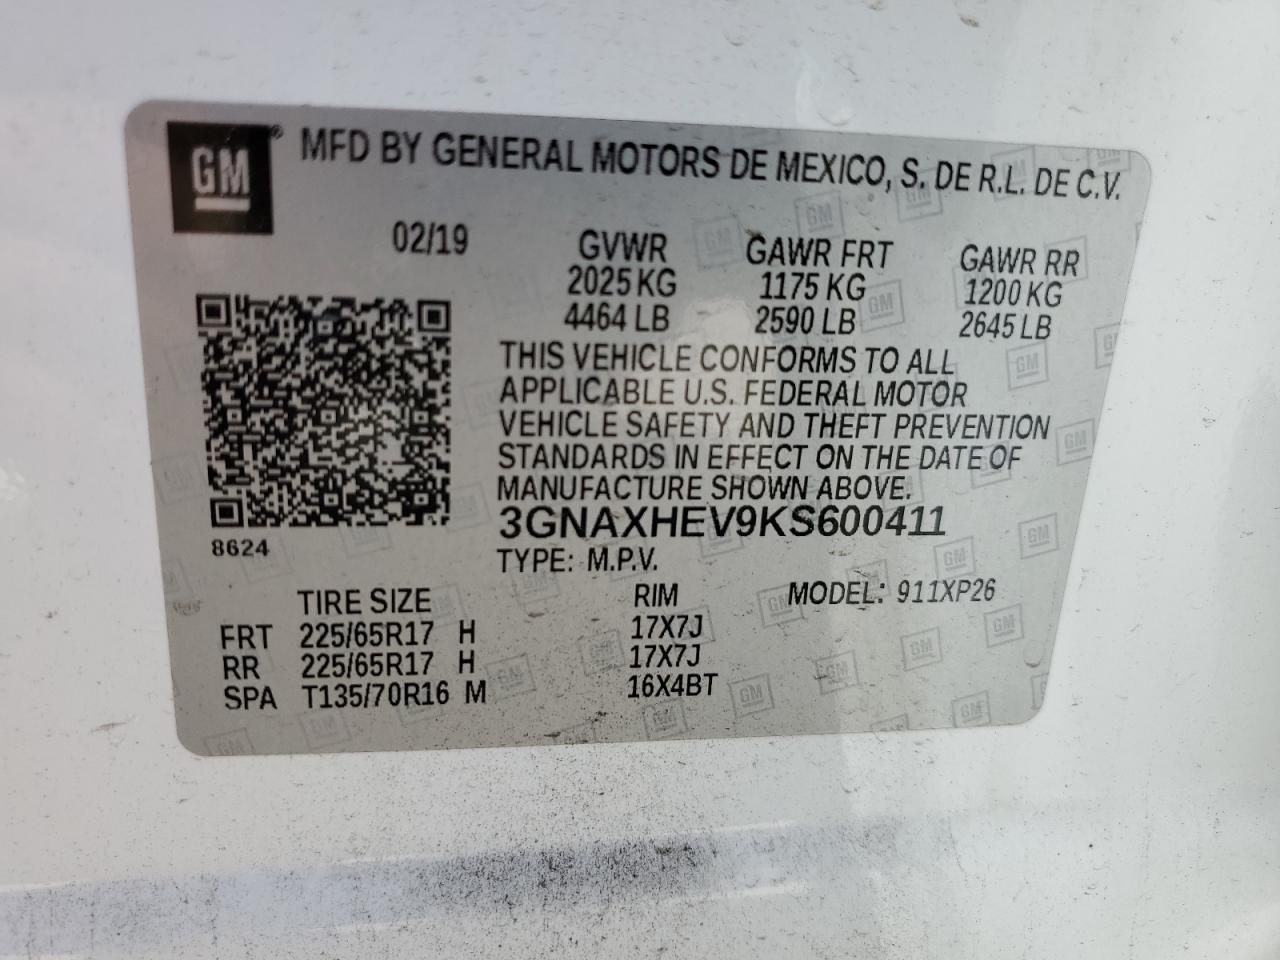 GM® MFD BY GENERAL MOTORS DE MEXICO, S. DE R.L. DE C.V.
02/19 GVWR GAWR FRT GAWR RR
2025 KG 1175 KG 1200 KG
4464 LB 2590 LB 2645 LB
THIS VEHICLE CONFORMS TO ALL
APPLICABLE U.S. FEDERAL MOTOR
VEHICLE SAFETY AND THEFT PREVENTION
STANDARDS IN EFFECT ON THE DATE OF
MANUFACTURE SHOWN ABOVE.
3GNAXHEV9KS600411
8624
TYPE: M.P.V.
TIRE SIZE RIM MODEL: 911XP26
FRT 225/65R17 H 17X7J
RR 225/65R17 H 17X7J
SPA T135/70R16 M 16X4BT